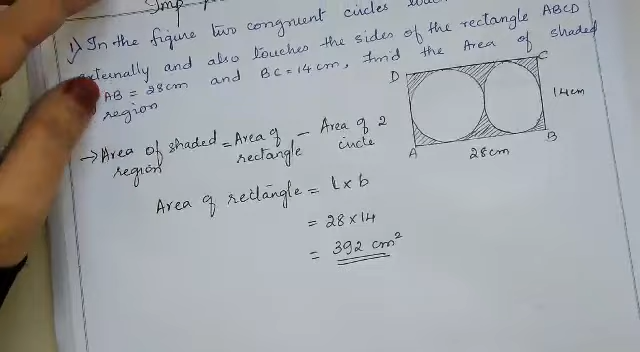 Imp
1) In the figure two congruent circles touch
externally and also touches the sides of the rectangle ABCD
AB = 28cm and BC = 14cm, find the Area of shaded
region
D C
14cm
A B
28cm
→ Area of shaded region = Area of rectangle − Area of 2 circle
Area of rectangle = l x b
= 28 x 14
= 392 cm²